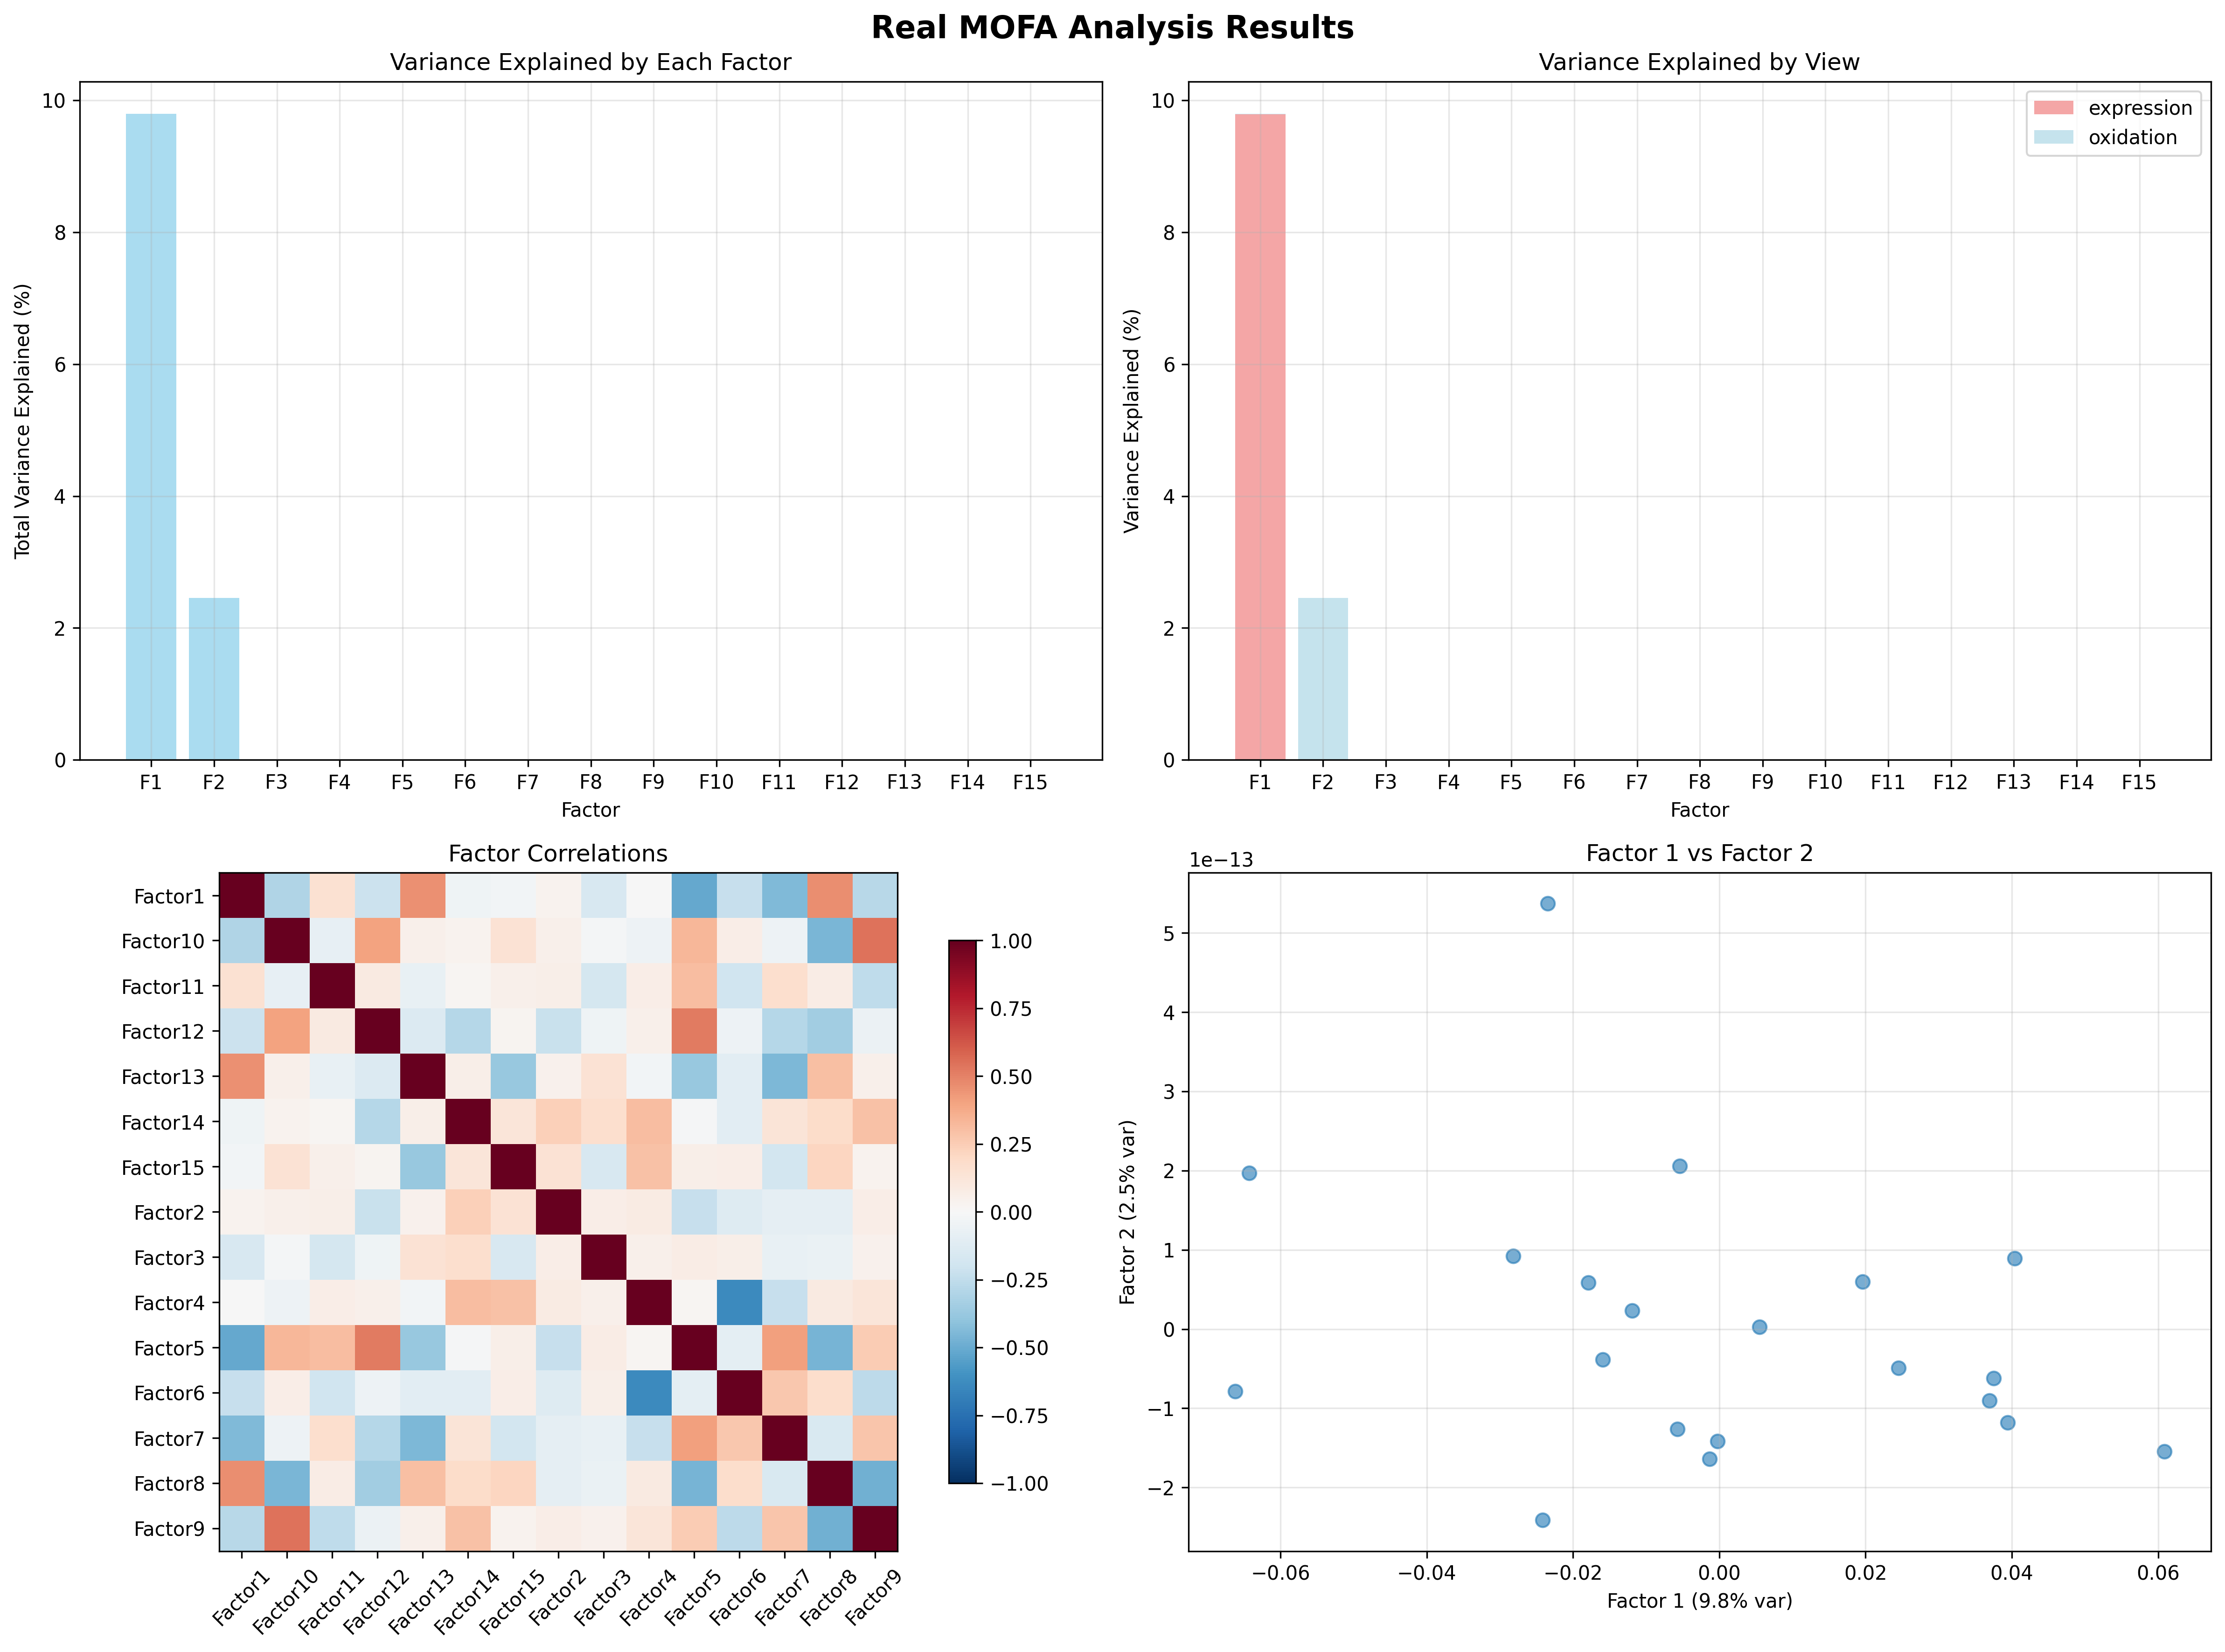 Real MOFA Analysis Results
Variance Explained by Each Factor
Total Variance Explained (%)
10
8
6
4
2
0
F1 F2 F3 F4 F5 F6 F7 F8 F9 F10 F11 F12 F13 F14 F15
Factor
Variance Explained by View
Variance Explained (%)
10
8
6
4
2
0
expression
oxidation
F1 F2 F3 F4 F5 F6 F7 F8 F9 F10 F11 F12 F13 F14 F15
Factor
Factor Correlations
Factor1
Factor10
Factor11
Factor12
Factor13
Factor14
Factor15
Factor2
Factor3
Factor4
Factor5
Factor6
Factor7
Factor8
Factor9
Factor1 Factor10 Factor11 Factor12 Factor13 Factor14 Factor15 Factor2 Factor3 Factor4 Factor5 Factor6 Factor7 Factor8 Factor9
1.00
0.75
0.50
0.25
0.00
−0.25
−0.50
−0.75
−1.00
Factor 1 vs Factor 2
1e−13
Factor 2 (2.5% var)
5
4
3
2
1
0
−1
−2
−0.06 −0.04 −0.02 0.00 0.02 0.04 0.06
Factor 1 (9.8% var)